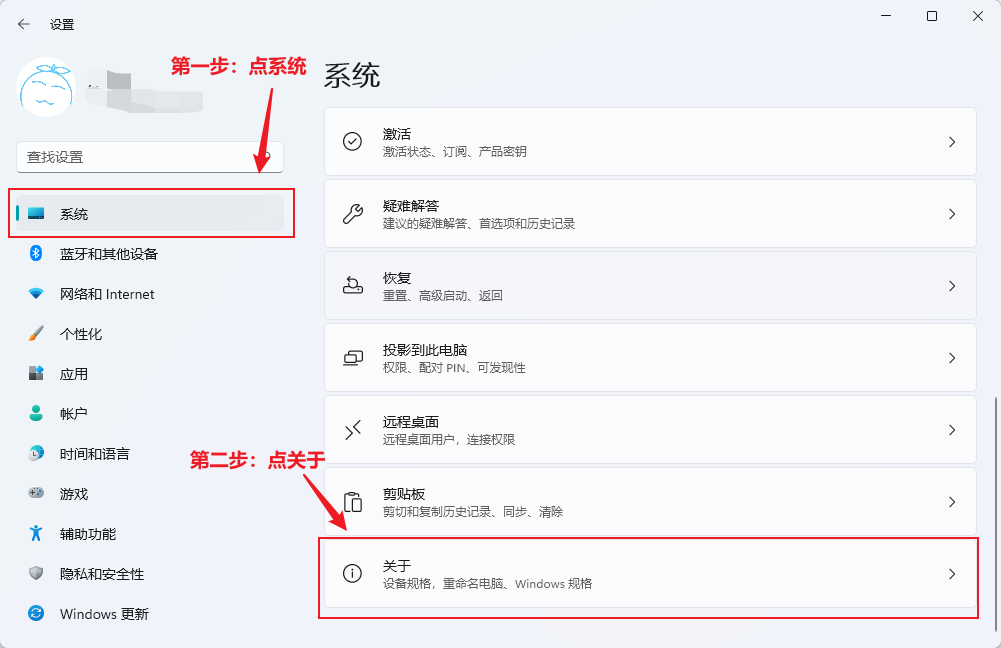 设置
第一步：点系统
系统
查找设置
系统
蓝牙和其他设备
网络和 Internet
个性化
应用
帐户
时间和语言
游戏
辅助功能
隐私和安全性
Windows 更新
激活
激活状态、订阅、产品密钥
疑难解答
建议的疑难解答、首选项和历史记录
恢复
重置、高级启动、返回
投影到此电脑
权限、配对 PIN、可发现性
远程桌面
远程桌面用户，连接权限
第二步：点关于
剪贴板
剪切和复制历史记录、同步、清除
关于
设备规格，重命名电脑、Windows 规格